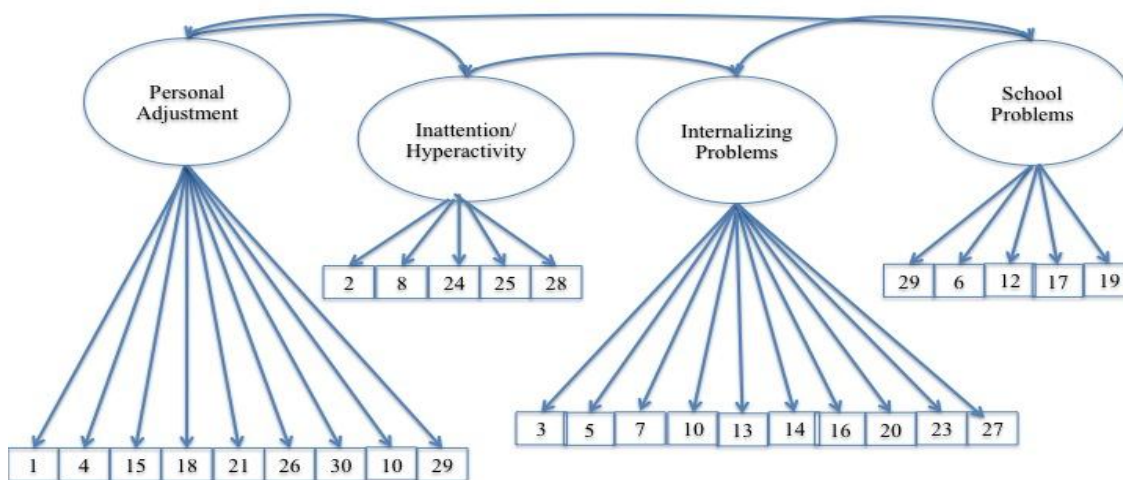 Personal
Adjustment
Inattention/
Hyperactivity
Internalizing
Problems
School
Problems
2 8 24 25 28
29 6 12 17 19
3 5 7 10 13 14 16 20 23 27
1 4 15 18 21 26 30 10 29